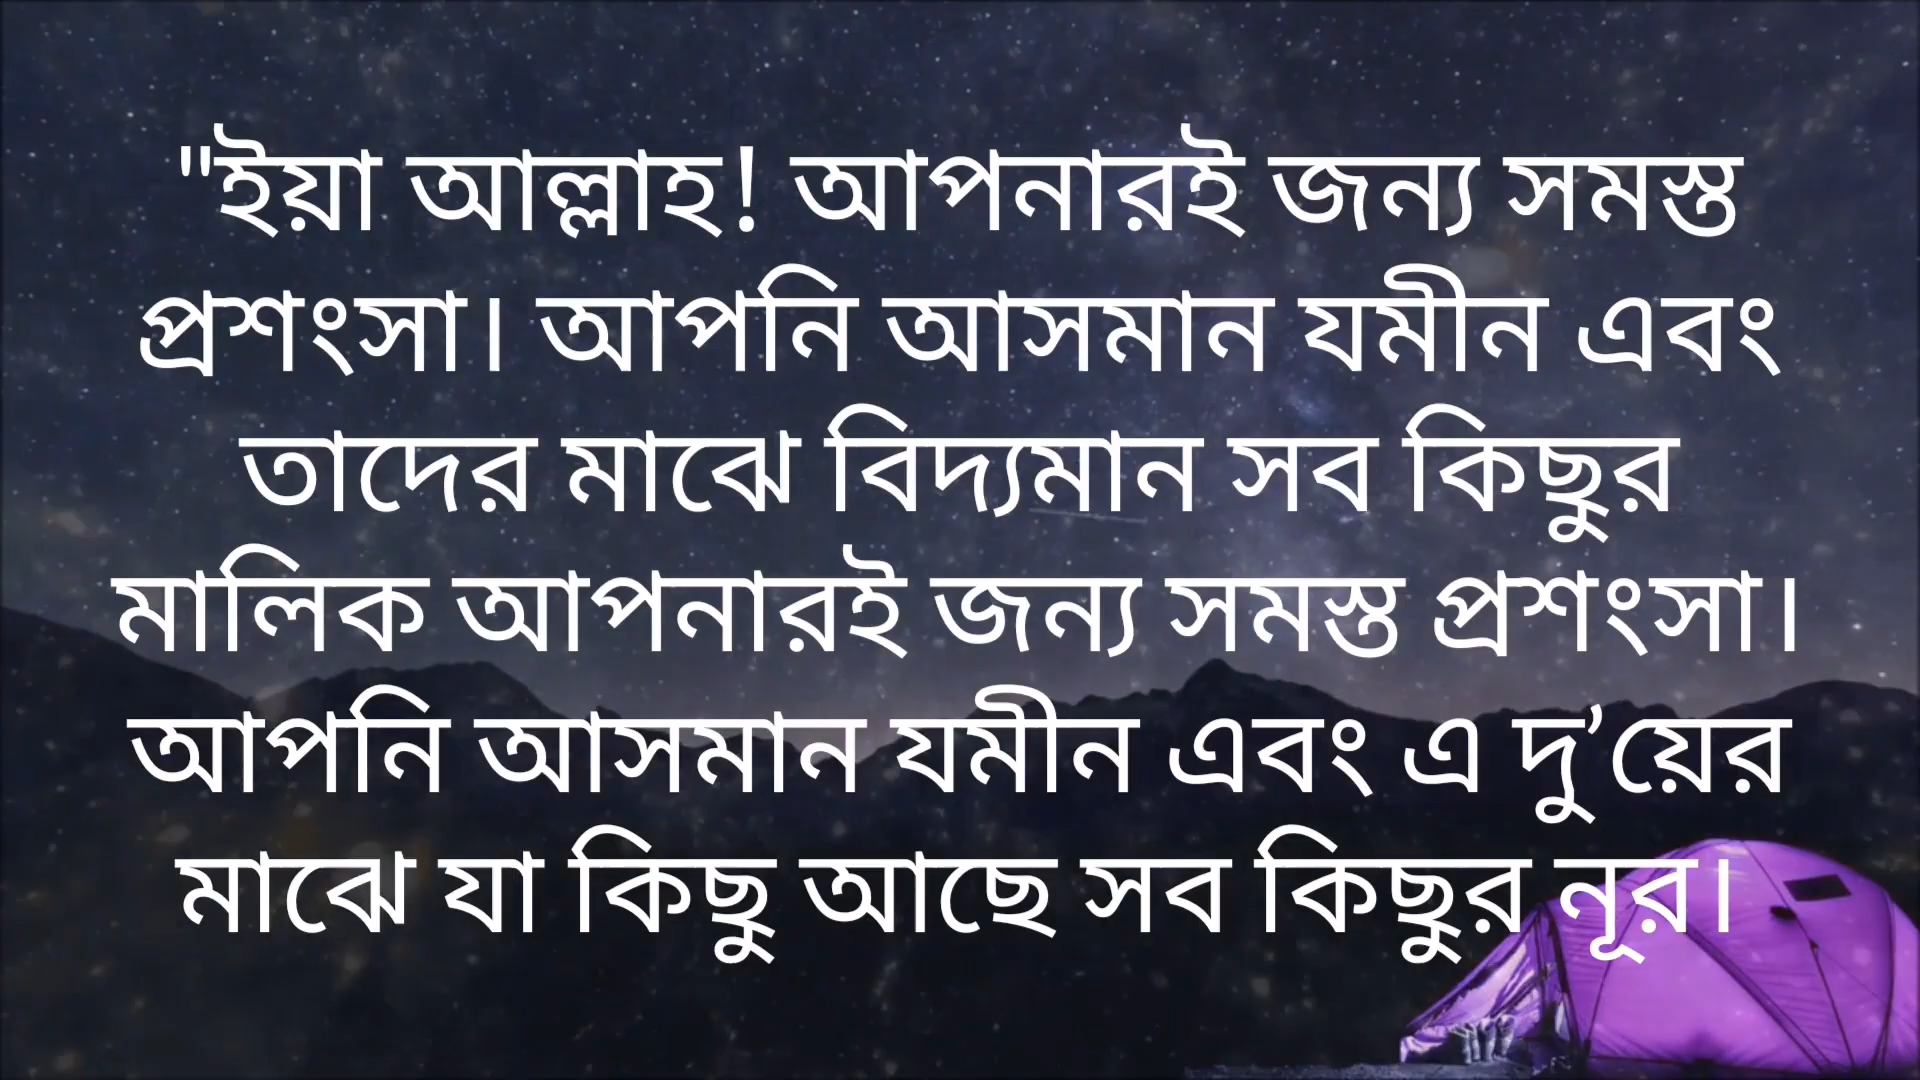 "ইয়া আল্লাহ! আপনারই জন্য সমস্ত
প্রশংসা। আপনি আসমান যমীন এবং
তাদের মাঝে বিদ্যমান সব কিছুর
মালিক আপনারই জন্য সমস্ত প্রশংসা।
আপনি আসমান যমীন এবং এ দু’য়ের
মাঝে যা কিছু আছে সব কিছুর নূর।